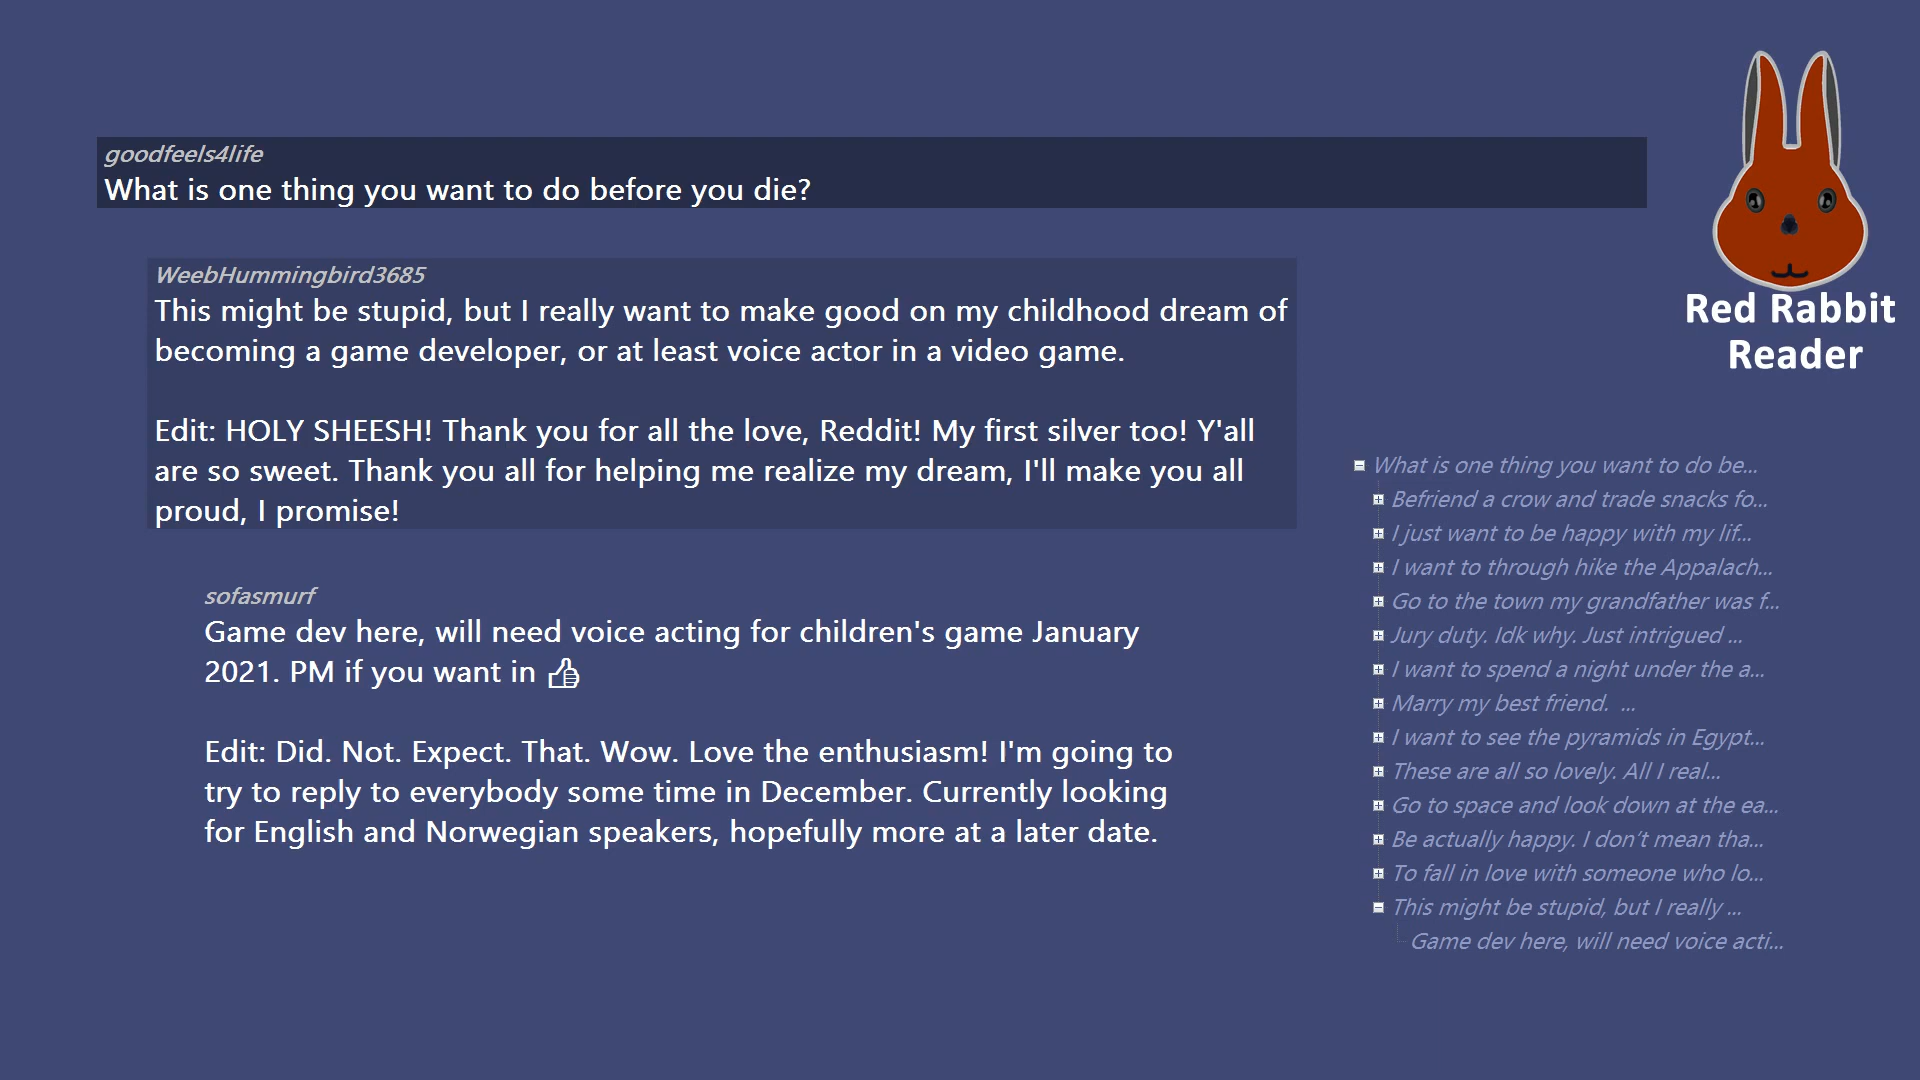 goodfeels4life
What is one thing you want to do before you die?
WeebHummingbird3685
This might be stupid, but I really want to make good on my childhood dream of
becoming a game developer, or at least voice actor in a video game.
Edit: HOLY SHEESH! Thank you for all the love, Reddit! My first silver too! Y'all
are so sweet. Thank you all for helping me realize my dream, I'll make you all
proud, I promise!
sofasmurf
Game dev here, will need voice acting for children's game January
2021. PM if you want in 👍
Edit: Did. Not. Expect. That. Wow. Love the enthusiasm! I'm going to
try to reply to everybody some time in December. Currently looking
for English and Norwegian speakers, hopefully more at a later date.
Red Rabbit
Reader
What is one thing you want to do be...
Befriend a crow and trade snacks fo...
I just want to be happy with my lif...
I want to through hike the Appalach...
Go to the town my grandfather was f...
Jury duty. Idk why. Just intrigued ...
I want to spend a night under the a...
Marry my best friend.  ...
I want to see the pyramids in Egypt...
These are all so lovely. All I real...
Go to space and look down at the ea...
Be actually happy. I don’t mean tha...
To fall in love with someone who lo...
This might be stupid, but I really ...
Game dev here, will need voice acti...